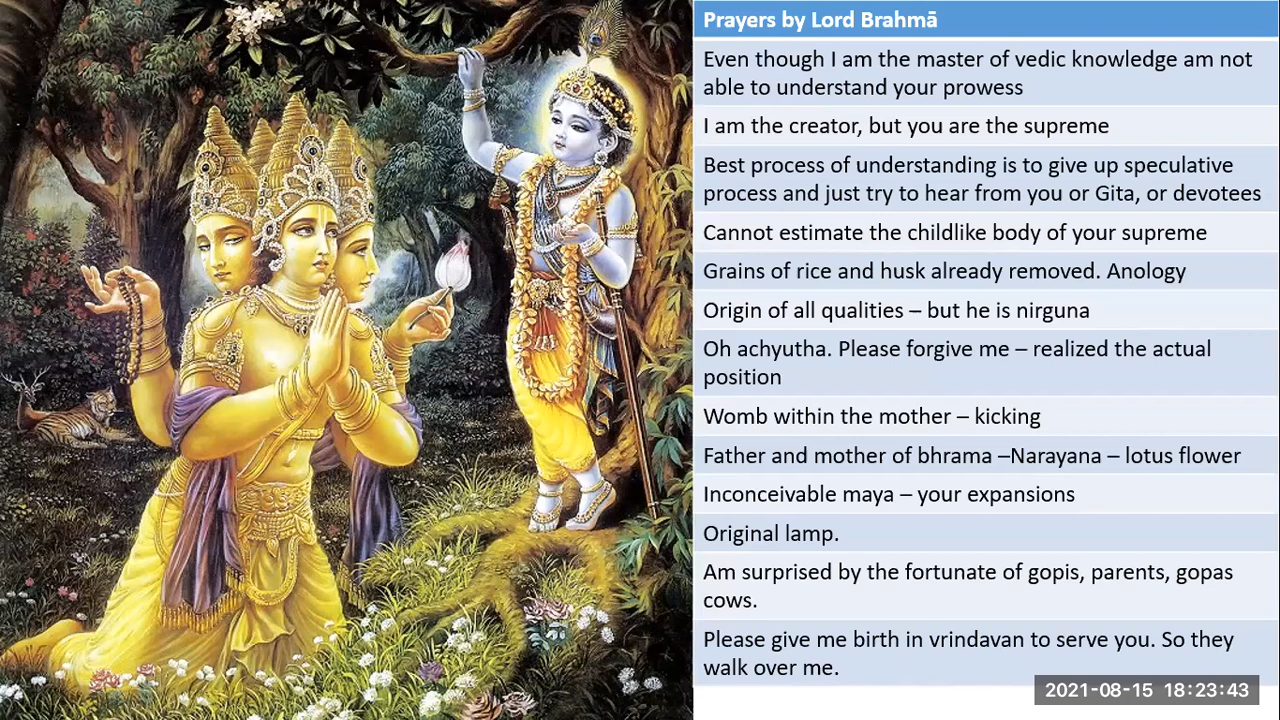 Prayers by Lord Brahmā
Even though I am the master of vedic knowledge am not
able to understand your prowess
I am the creator, but you are the supreme
Best process of understanding is to give up speculative
process and just try to hear from you or Gita, or devotees
Cannot estimate the childlike body of your supreme
Grains of rice and husk already removed. Anology
Origin of all qualities – but he is nirguna
Oh achyutha. Please forgive me – realized the actual
position
Womb within the mother – kicking
Father and mother of bhrama –Narayana – lotus flower
Inconceivable maya – your expansions
Original lamp.
Am surprised by the fortunate of gopis, parents, gopas
cows.
Please give me birth in vrindavan to serve you. So they
walk over me.
2021-08-15 18:23:43